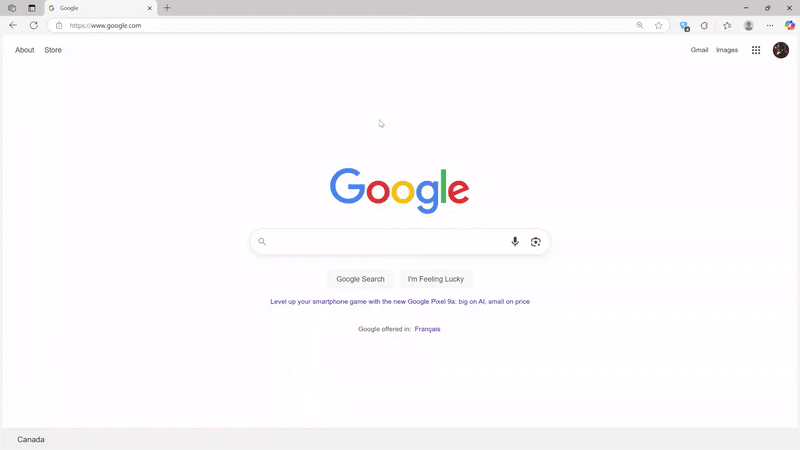 Google
https://www.google.com
About Store
Gmail Images
Google
Google Search I'm Feeling Lucky
Level up your smartphone game with the new Google Pixel 9a: big on AI, small on price
Google offered in: Français
Canada